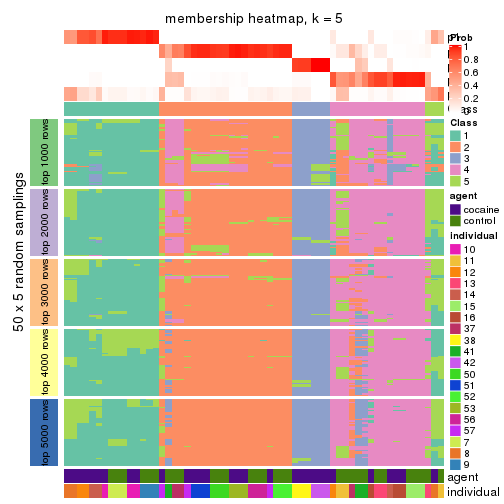 membership heatmap, k = 5
50 x 5 random samplings
top 1000 rows
top 2000 rows
top 3000 rows
top 4000 rows
top 5000 rows
Prob
1
0.8
0.6
0.4
0.2
0
Class
1
2
3
4
5
agent
cocaine
control
individual
10
11
12
13
14
15
16
37
38
41
42
50
51
52
53
56
57
7
8
9
agent
individual